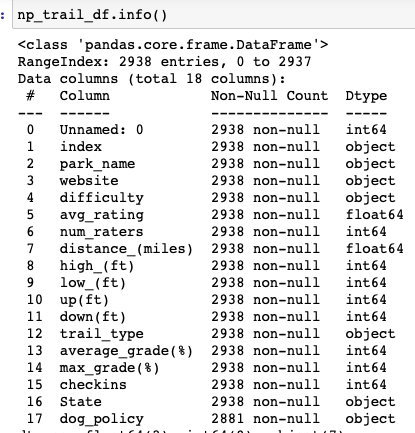 : np_trail_df.info()
<class 'pandas.core.frame.DataFrame'>
RangeIndex: 2938 entries, 0 to 2937
Data columns (total 18 columns):
 #   Column           Non-Null Count  Dtype
---  ------           --------------  -----
 0   Unnamed: 0       2938 non-null   int64
 1   index            2938 non-null   object
 2   park_name        2938 non-null   object
 3   website          2938 non-null   object
 4   difficulty       2938 non-null   object
 5   avg_rating       2938 non-null   float64
 6   num_raters       2938 non-null   int64
 7   distance_(miles) 2938 non-null   float64
 8   high_(ft)        2938 non-null   int64
 9   low_(ft)         2938 non-null   int64
 10  up(ft)           2938 non-null   int64
 11  down(ft)         2938 non-null   int64
 12  trail_type       2938 non-null   object
 13  average_grade(%) 2938 non-null   int64
 14  max_grade(%)     2938 non-null   int64
 15  checkins         2938 non-null   int64
 16  State            2938 non-null   object
 17  dog_policy       2881 non-null   object